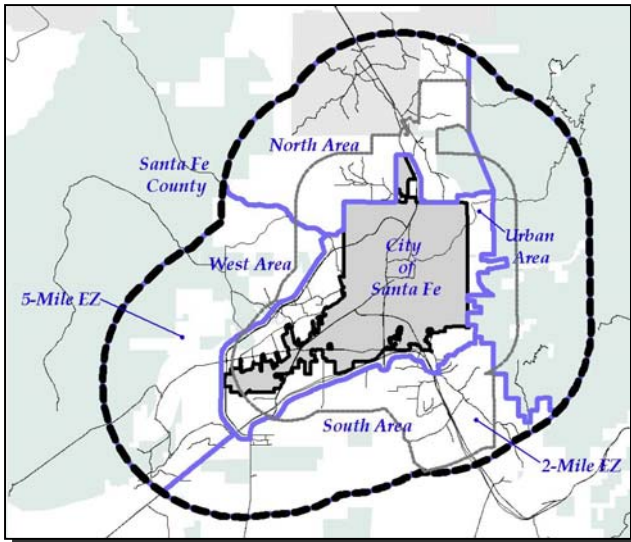 North Area
Santa Fe
County
City
of
Santa Fe
Urban
Area
West Area
5-Mile EZ
South Area
2-Mile EZ